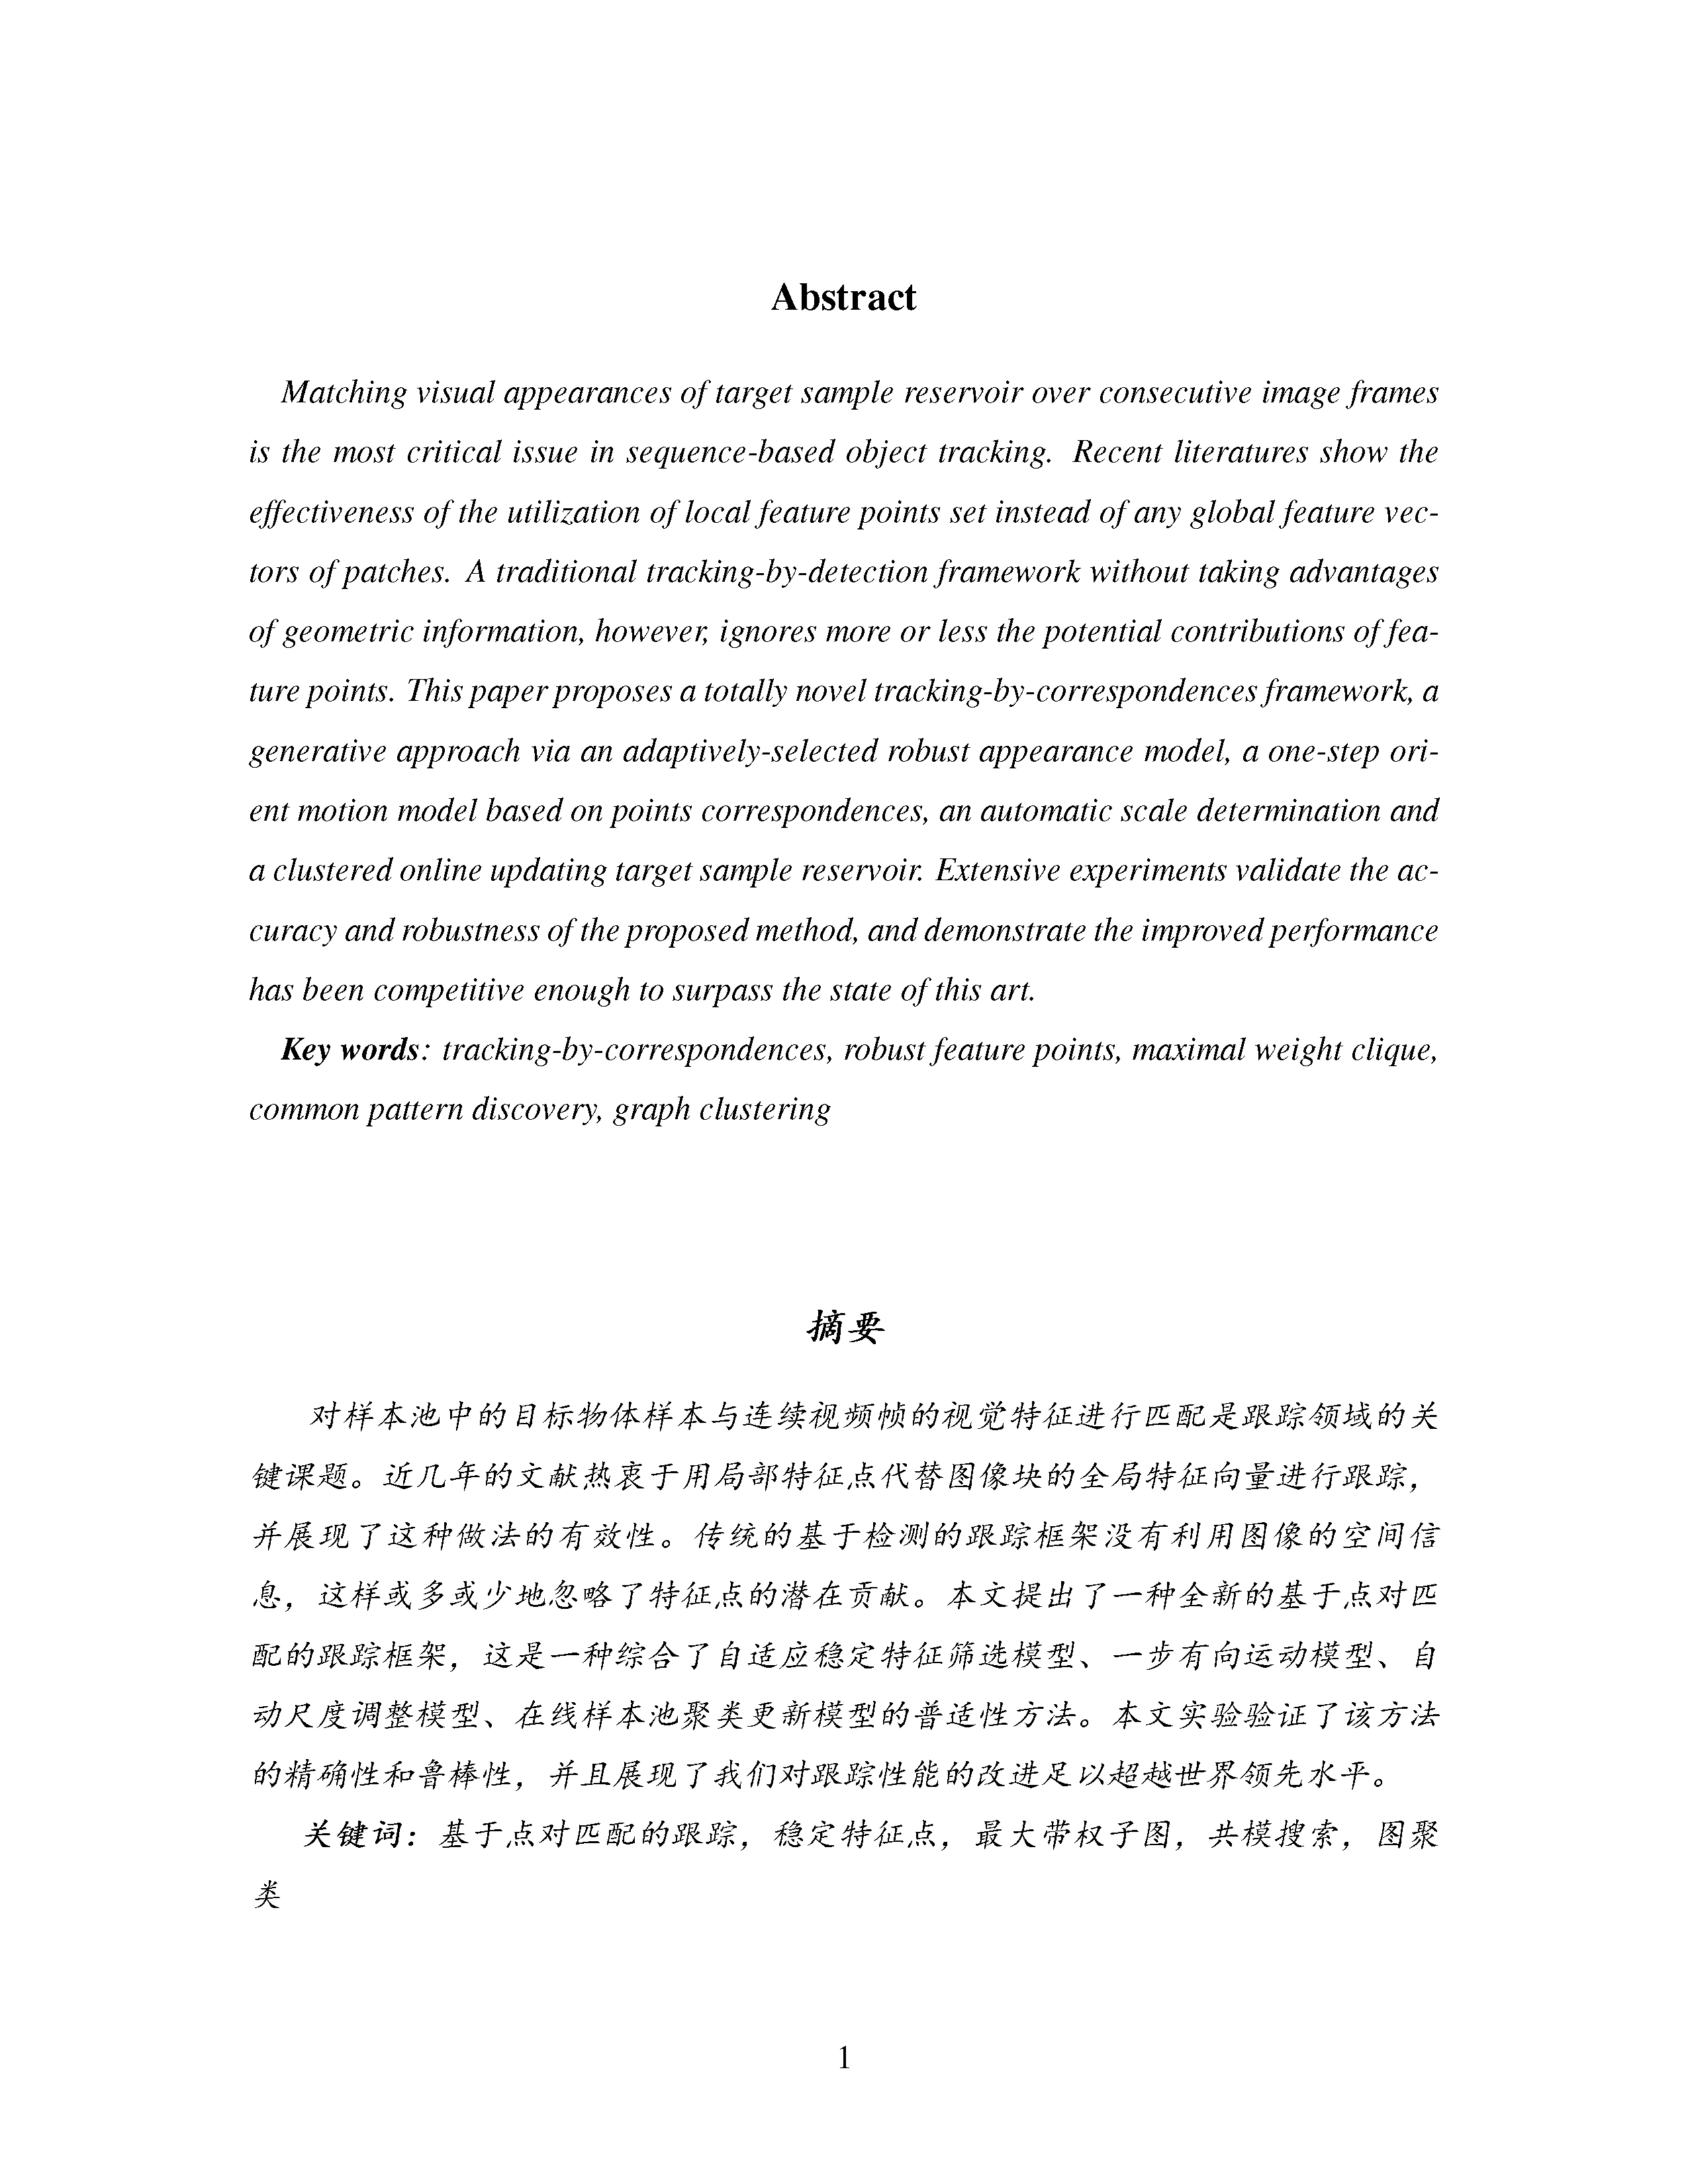 Abstract
Matching visual appearances of target sample reservoir over consecutive image frames
is the most critical issue in sequence-based object tracking. Recent literatures show the
effectiveness of the utilization of local feature points set instead of any global feature vec-
tors of patches. A traditional tracking-by-detection framework without taking advantages
of geometric information, however, ignores more or less the potential contributions of fea-
ture points. This paper proposes a totally novel tracking-by-correspondences framework, a
generative approach via an adaptively-selected robust appearance model, a one-step ori-
ent motion model based on points correspondences, an automatic scale determination and
a clustered online updating target sample reservoir. Extensive experiments validate the ac-
curacy and robustness of the proposed method, and demonstrate the improved performance
has been competitive enough to surpass the state of this art.
Key words: tracking-by-correspondences, robust feature points, maximal weight clique,
common pattern discovery, graph clustering
摘要
对样本池中的目标物体样本与连续视频帧的视觉特征进行匹配是跟踪领域的关
键课题。近几年的文献热衷于用局部特征点代替图像块的全局特征向量进行跟踪，
并展现了这种做法的有效性。传统的基于检测的跟踪框架没有利用图像的空间信
息，这样或多或少地忽略了特征点的潜在贡献。本文提出了一种全新的基于点对匹
配的跟踪框架，这是一种综合了自适应稳定特征筛选模型、一步有向运动模型、自
动尺度调整模型、在线样本池聚类更新模型的普适性方法。本文实验验证了该方法
的精确性和鲁棒性，并且展现了我们对跟踪性能的改进足以超越世界领先水平。
关键词：基于点对匹配的跟踪，稳定特征点，最大带权子图，共模搜索，图聚
类
1